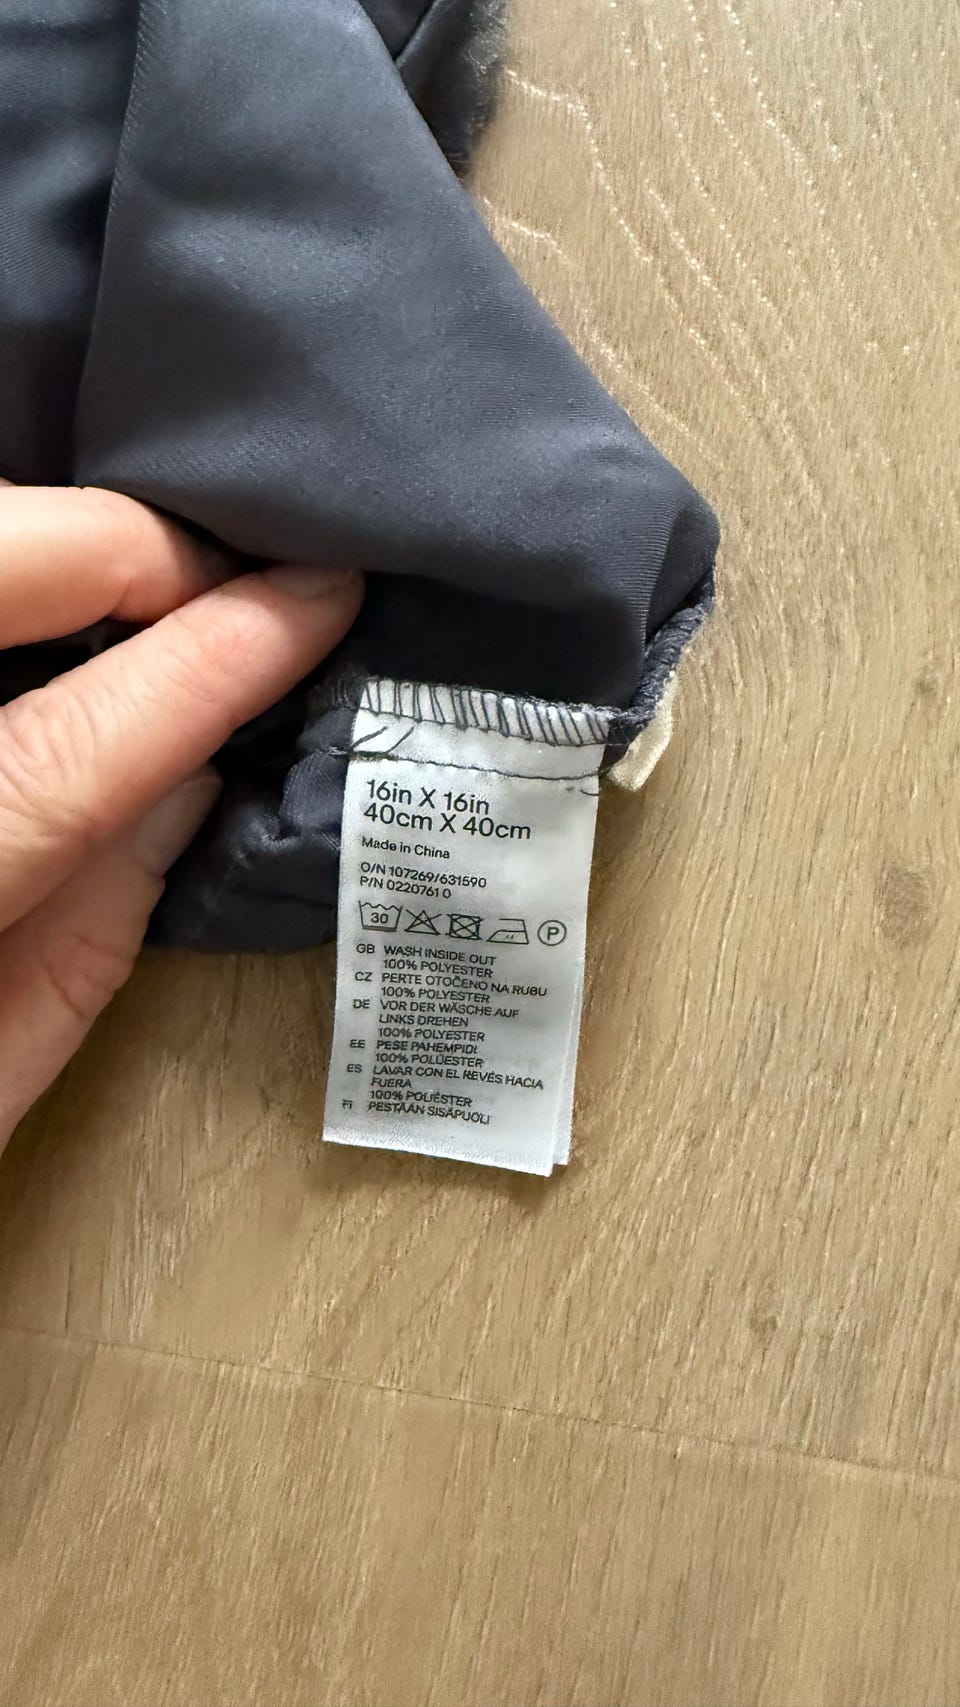 16in X 16in
40cm X 40cm
Made in China
O/N 107269/631590
P/N 0220761 0
30
P
GB WASH INSIDE OUT
100% POLYESTER
CZ PERTE OTOČENO NA RUBU
100% POLYESTER
DE VOR DER WÄSCHE AUF
LINKS DREHEN
100% POLYESTER
EE PESE PAHEMPIDI
100% POLÜESTER
ES LAVAR CON EL REVÉS HACIA
FUERA
100% POLIÉSTER
FI PESTÄÄN SISÄPUOLI